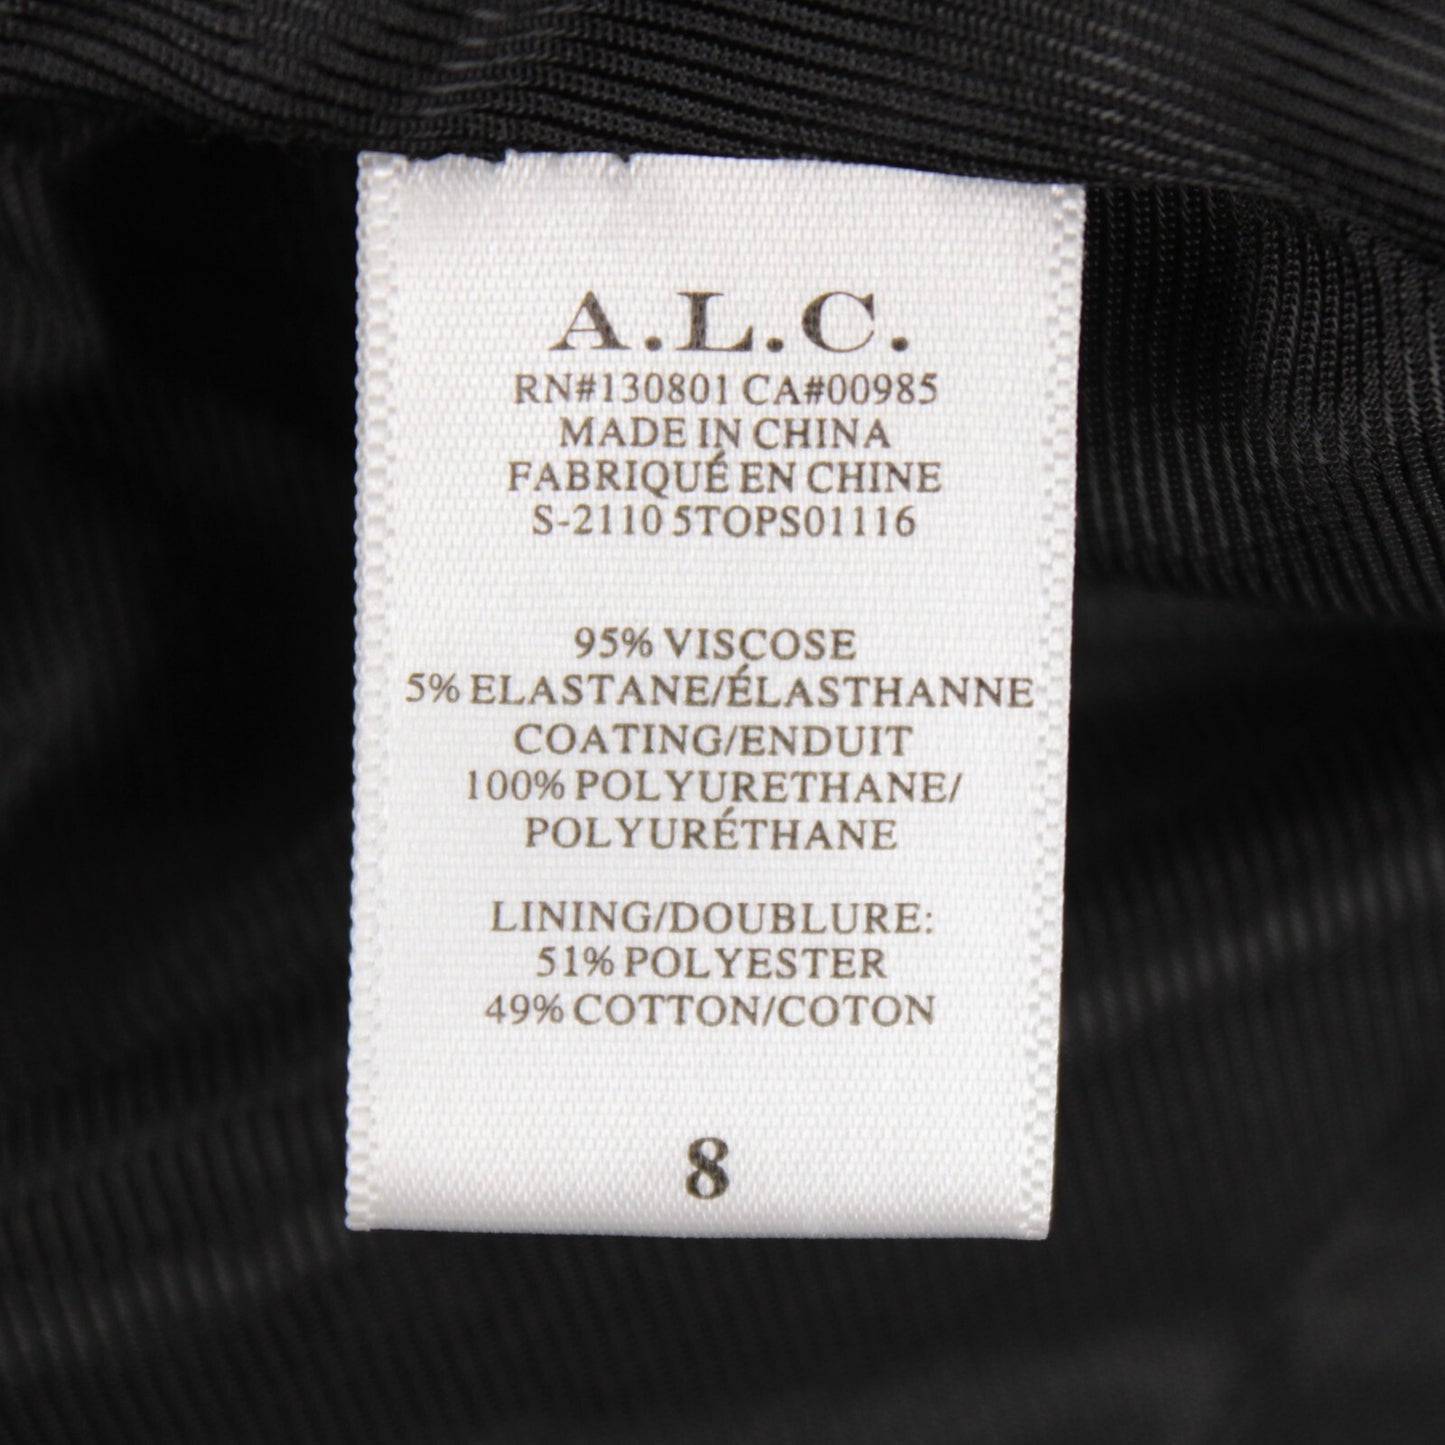 A.L.C.
RN#130801 CA#00985
MADE IN CHINA
FABRIQUÉ EN CHINE
S-2110 5TOPS01116
95% VISCOSE
5% ELASTANE/ÉLASTHANNE
COATING/ENDUIT
100% POLYURETHANE/
POLYURÉTHANE
LINING/DOUBLURE:
51% POLYESTER
49% COTTON/COTON
8